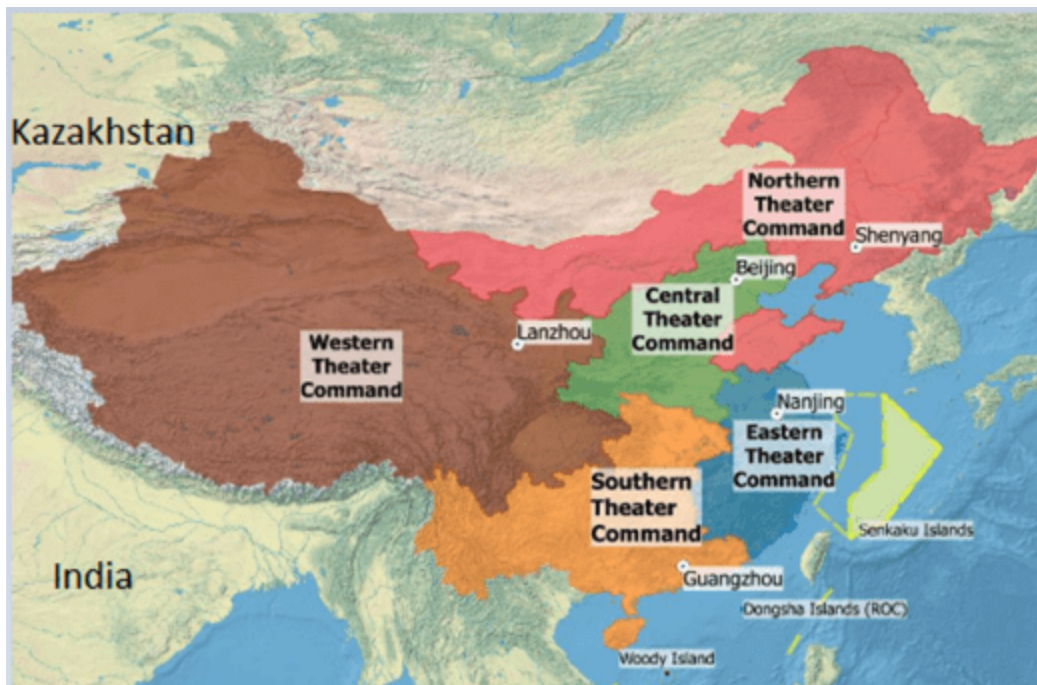 Kazakhstan
Northern
Theater
Command
Shenyang
Beijing
Central
Theater
Command
Lanzhou
Western
Theater
Command
Nanjing
Eastern
Theater
Command
Southern
Theater
Command
Senkaku Islands
India
Guangzhou
Dongsha Islands (ROC)
Woody Island